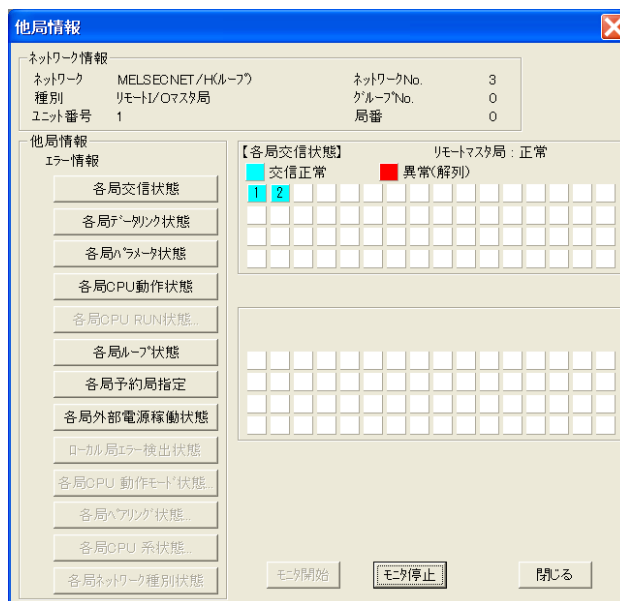 他局情報
ネットワーク情報
ネットワーク MELSECNET/H(ループ) ネットワークNo. 3
種別 リモートI/Oマスタ局 グループNo. 0
ユニット番号 1 局番 0
他局情報
エラー情報
各局交信状態
各局データリンク状態
各局パラメータ状態
各局CPU動作状態
各局CPU RUN状態...
各局ループ状態
各局予約局指定
各局外部電源稼働状態
ローカル局エラー検出状態
各局CPU 動作モード状態...
各局ペアリング状態...
各局CPU 系状態...
各局ネットワーク種別状態
【各局交信状態】 リモートマスタ局 : 正常
交信正常 異常(解列)
1 2
モニタ開始 モニタ停止 閉じる